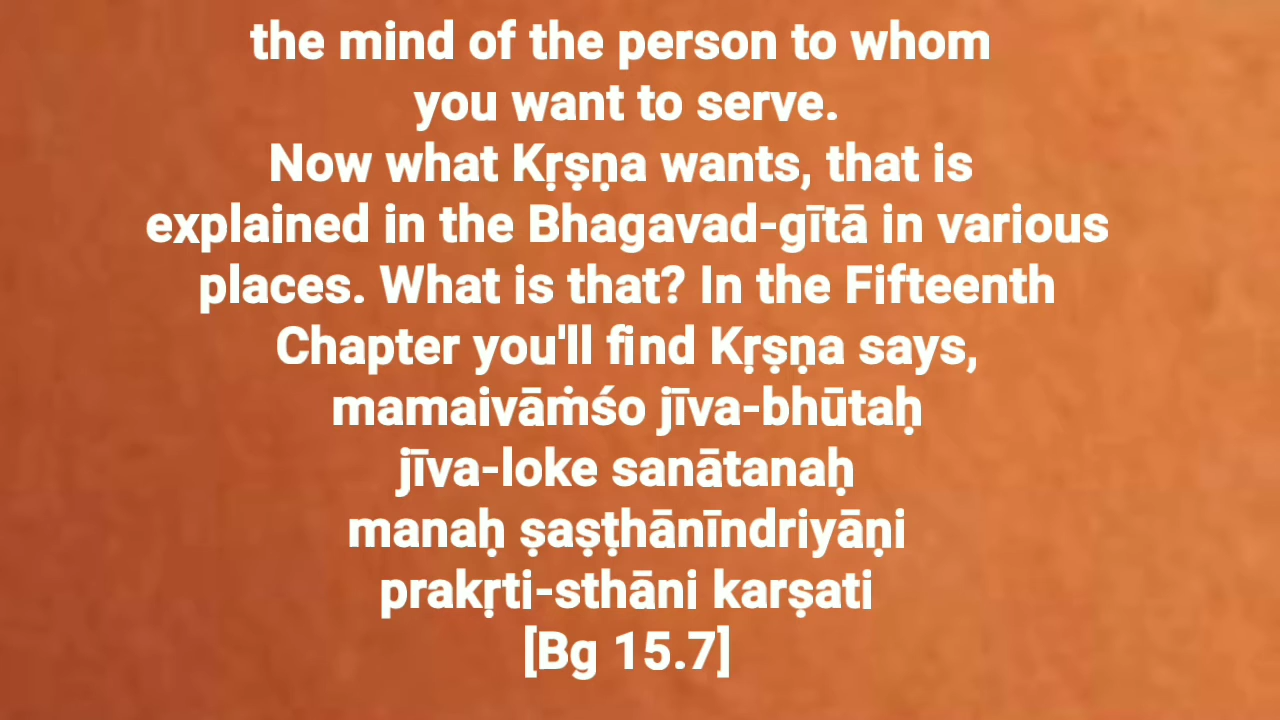 the mind of the person to whom
you want to serve.
Now what Kṛṣṇa wants, that is
explained in the Bhagavad-gītā in various
places. What is that? In the Fifteenth
Chapter you'll find Kṛṣṇa says,
mamaivāṁśo jīva-bhūtaḥ
jīva-loke sanātanaḥ
manaḥ ṣaṣṭhānīndriyāṇi
prakṛti-sthāni karṣati
[Bg 15.7]